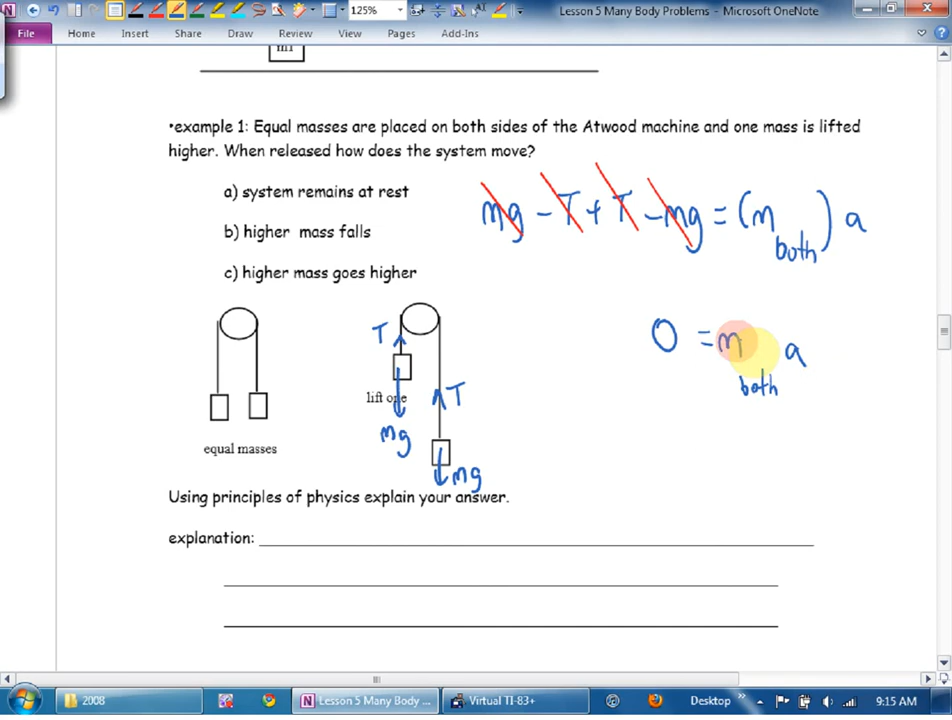 125%
Lesson 5 Many Body Problems - Microsoft OneNote
File Home Insert Share Draw Review View Pages Add-Ins
m1
•example 1: Equal masses are placed on both sides of the Atwood machine and one mass is lifted
higher. When released how does the system move?
a) system remains at rest
b) higher mass falls
c) higher mass goes higher
mg - T + T - mg = (m both) a
0 = m both a
T
lift one
T
mg
mg
equal masses
Using principles of physics explain your answer.
explanation:
2008
Lesson 5 Many Body ...
Virtual TI-83+
Desktop
9:15 AM